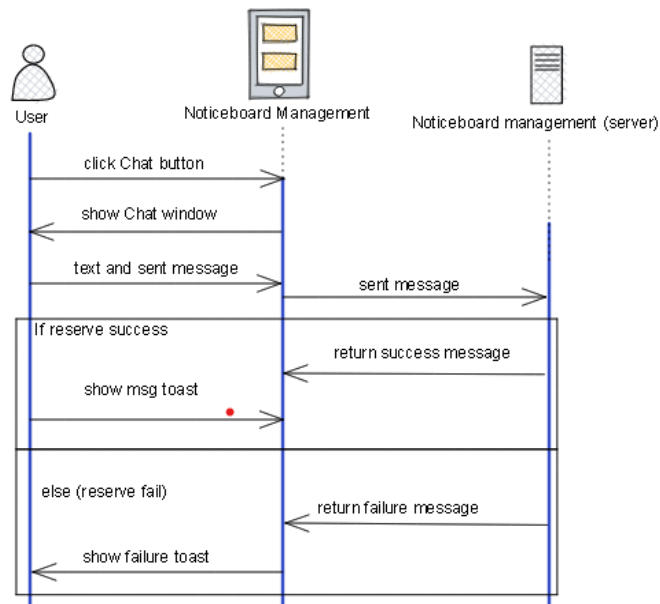 User
Noticeboard Management
Noticeboard management (server)
click Chat button
show Chat window
text and sent message
sent message
If reserve success
return success message
show msg toast
else (reserve fail)
return failure message
show failure toast